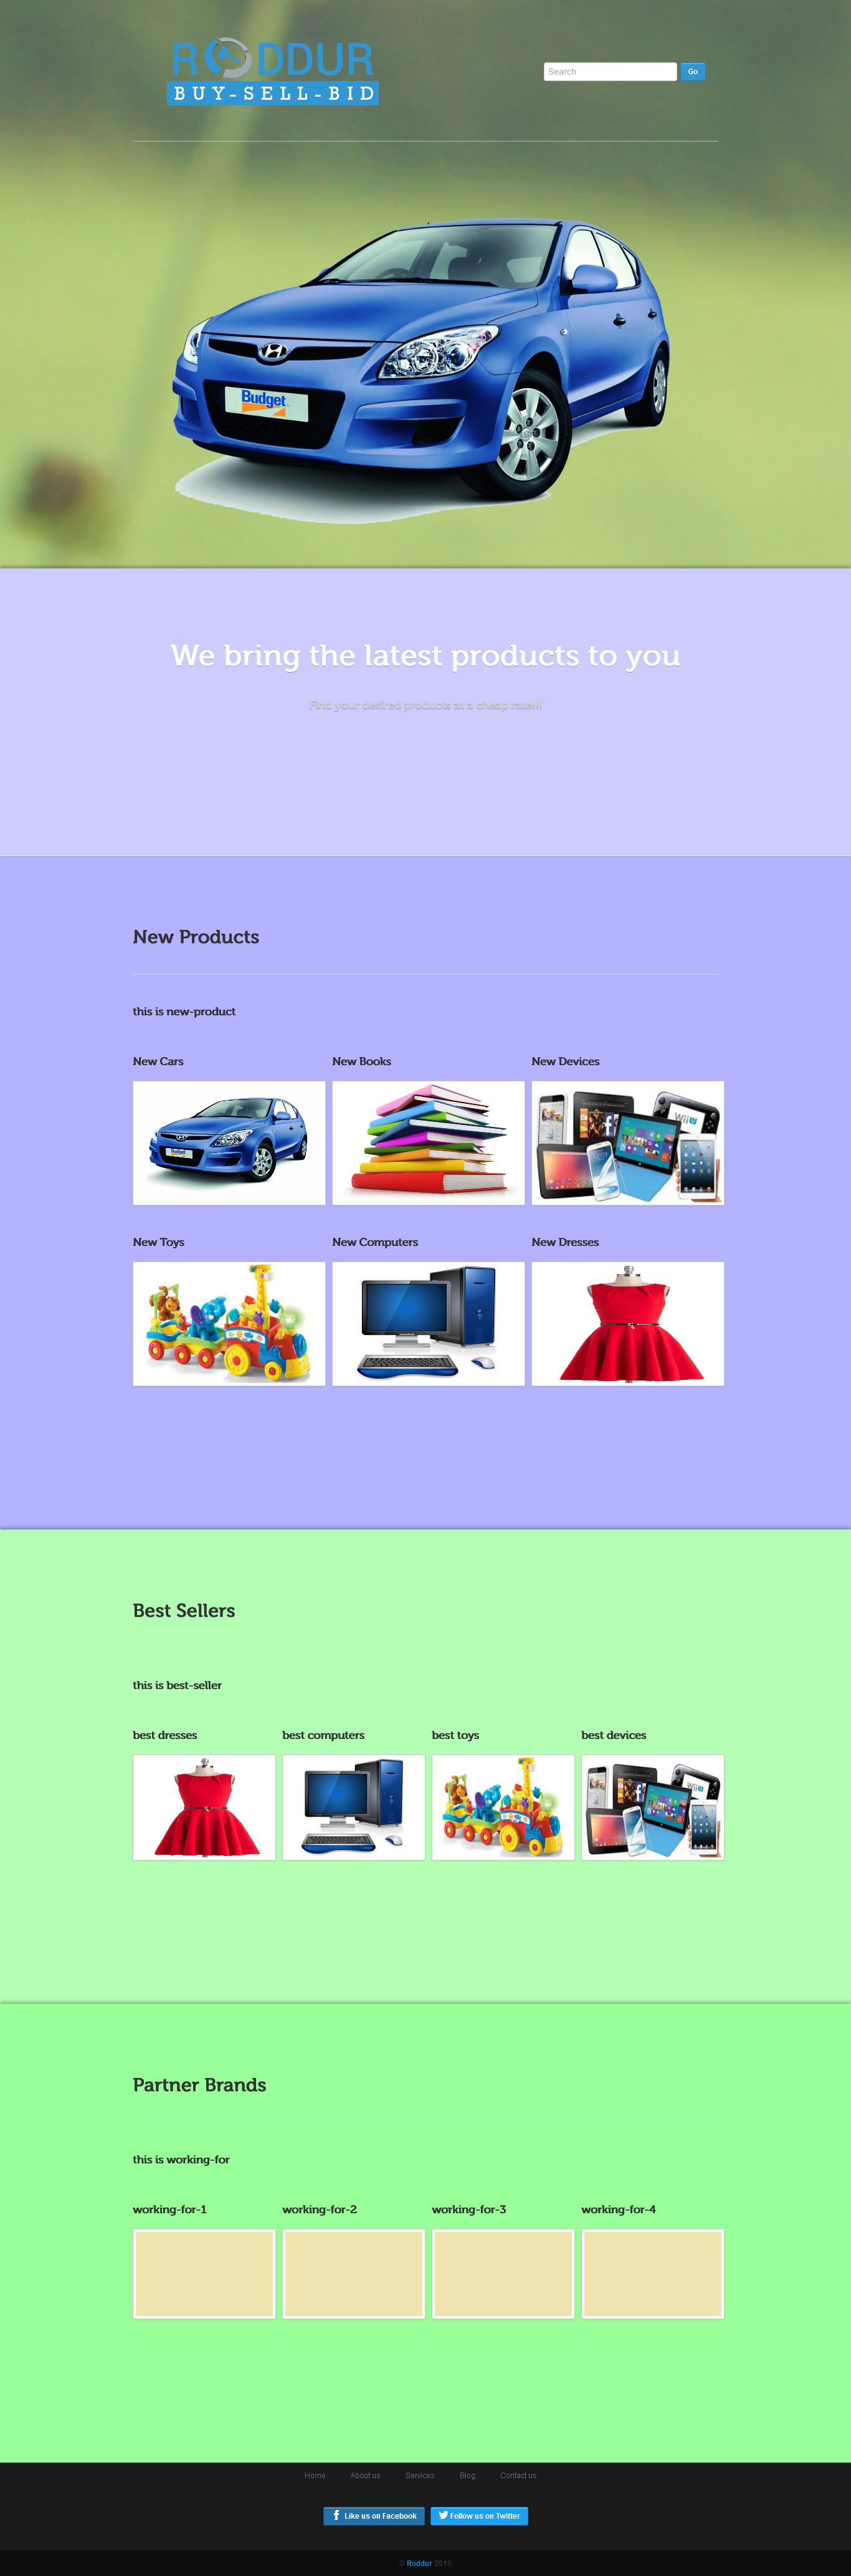 RODDUR
BUY-SELL-BID
Search
Go
Budget
We bring the latest products to you
Find your desired products at a cheap rate!!!
New Products
this is new-product
New Cars
New Books
New Devices
Budget
Wii U
New Toys
New Computers
New Dresses
Best Sellers
this is best-seller
best dresses
best computers
best toys
best devices
Wii U
Partner Brands
this is working-for
working-for-1
working-for-2
working-for-3
working-for-4
Home
About us
Services
Blog
Contact us
Like us on Facebook
Follow us on Twitter
© Roddur 2016